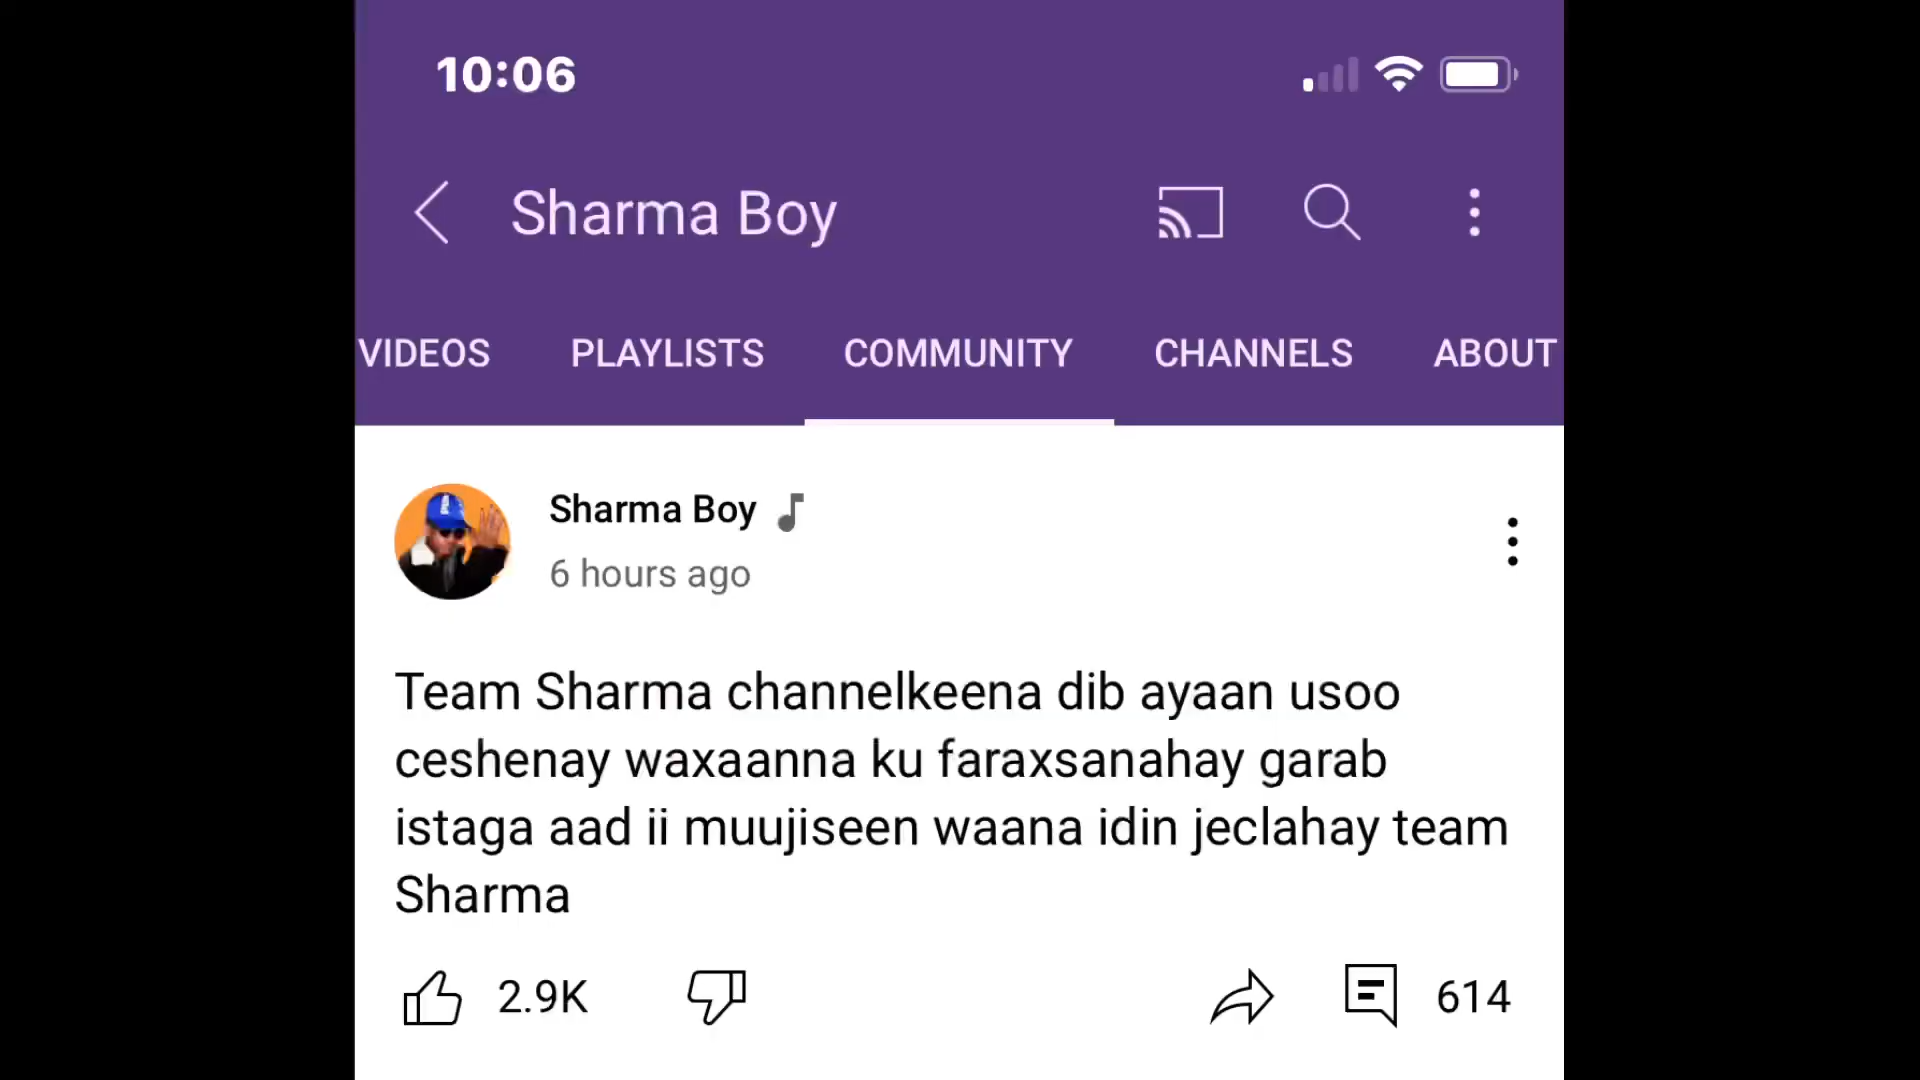 10:06
Sharma Boy
VIDEOS PLAYLISTS COMMUNITY CHANNELS ABOUT
Sharma Boy
6 hours ago
Team Sharma channelkeena dib ayaan usoo
ceshenay waxaanna ku faraxsanahay garab
istaga aad ii muujiseen waana idin jeclahay team
Sharma
2.9K 614